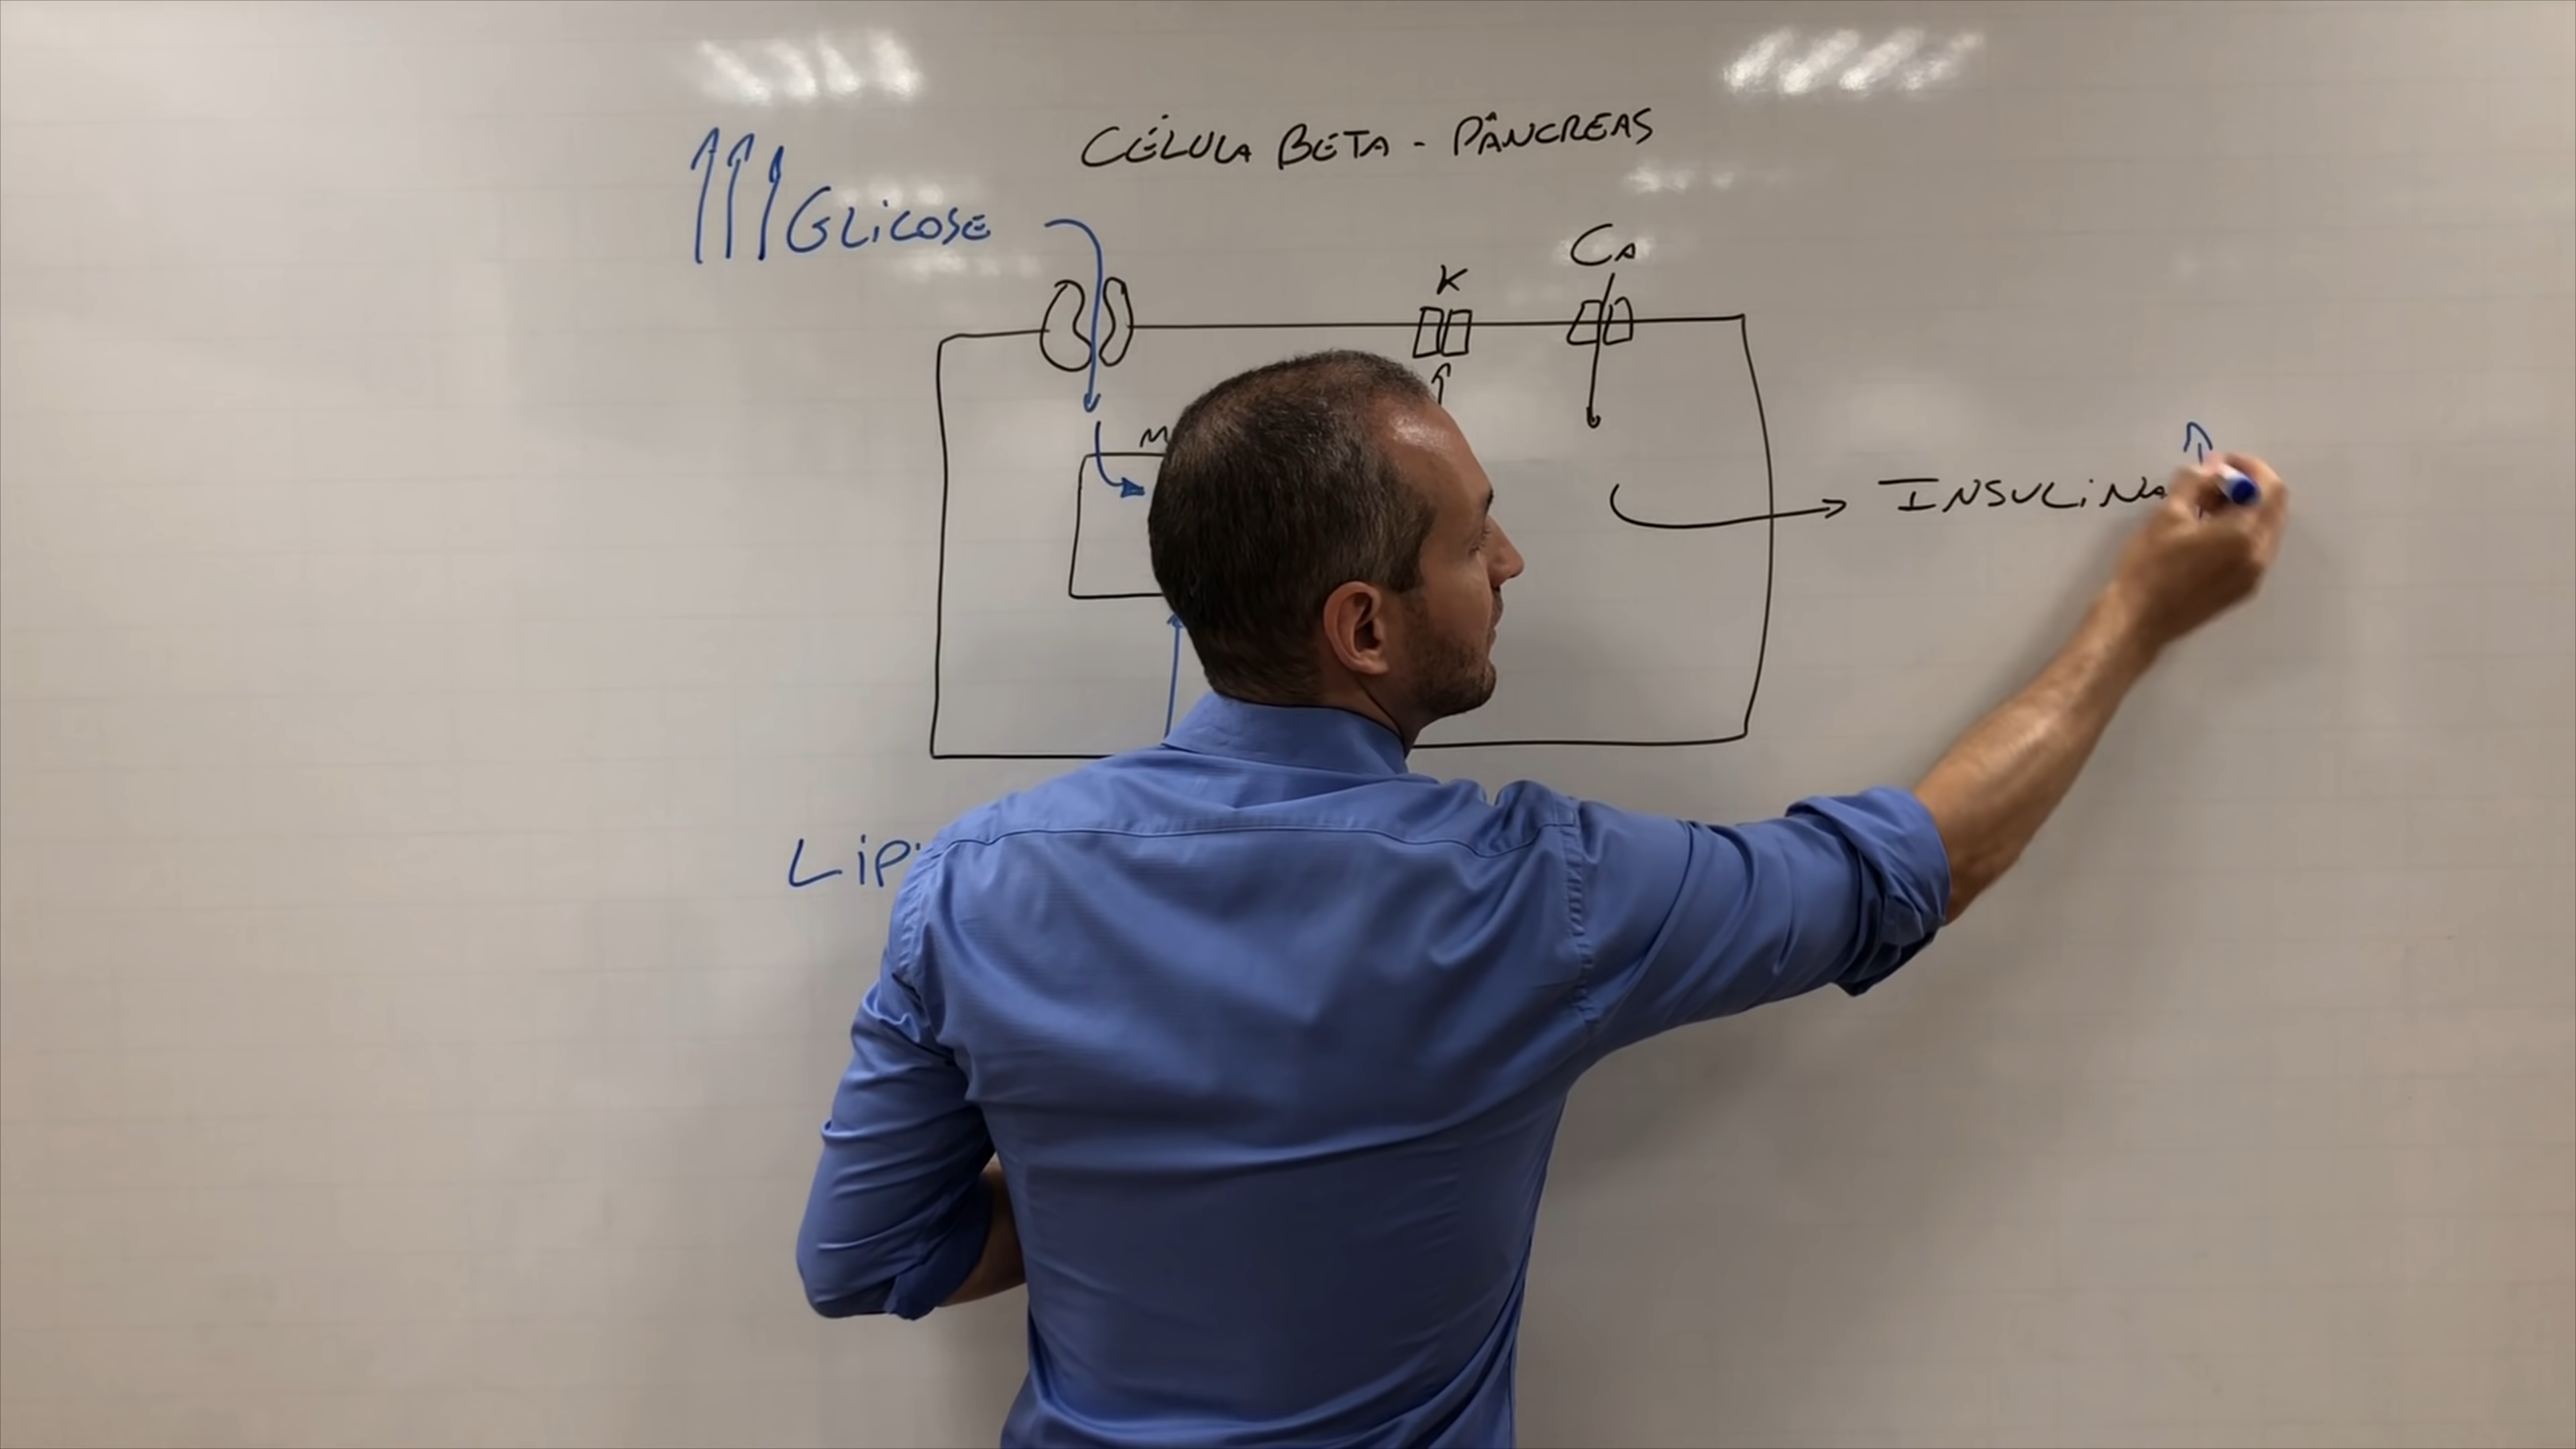 CÉLULA BETA - PÂNCREAS
GLICOSE
K
CA
INSULINA